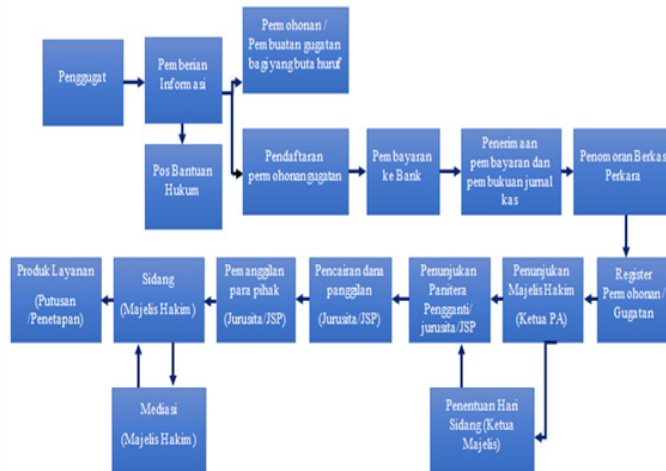 Permohonan /
Pembuatan gugatan
bagi yang buta huruf
Penggugat
Pemberian
Informasi
Pos Bantuan
Hukum
Pendaftaran
permohonan gugatan
Pembayaran
ke Bank
Penerimaan
pembayaran dan
pembukuan jurnal
kas
Penomoran Berkas
Perkara
Produk Layanan
(Putusan
/Penetapan)
Sidang
(Majelis Hakim)
Pemanggilan
para pihak
(Jurusita/JSP)
Pencairan dana
panggilan
(Jurusita/JSP)
Penunjukan
Panitera
Pengganti/
jurusita/JSP
Penunjukan
Majelis Hakim
(Ketua PA)
Register
Permohonan/
Gugatan
Mediasi
(Majelis Hakim)
Penentuan Hari
Sidang (Ketua
Majelis)